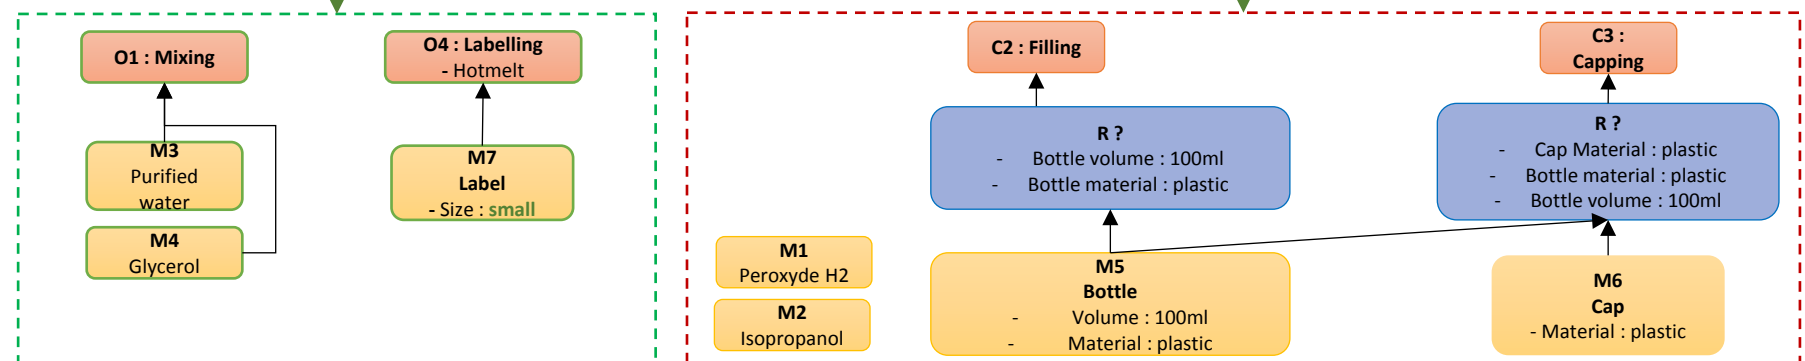 O1 : Mixing
O4 : Labelling
- Hotmelt
M3
Purified
water
M4
Glycerol
M7
Label
- Size : small
C2 : Filling
C3 :
Capping
R ?
- Bottle volume : 100ml
- Bottle material : plastic
R ?
- Cap Material : plastic
- Bottle material : plastic
- Bottle volume : 100ml
M1
Peroxyde H2
M2
Isopropanol
M5
Bottle
- Volume : 100ml
- Material : plastic
M6
Cap
- Material : plastic